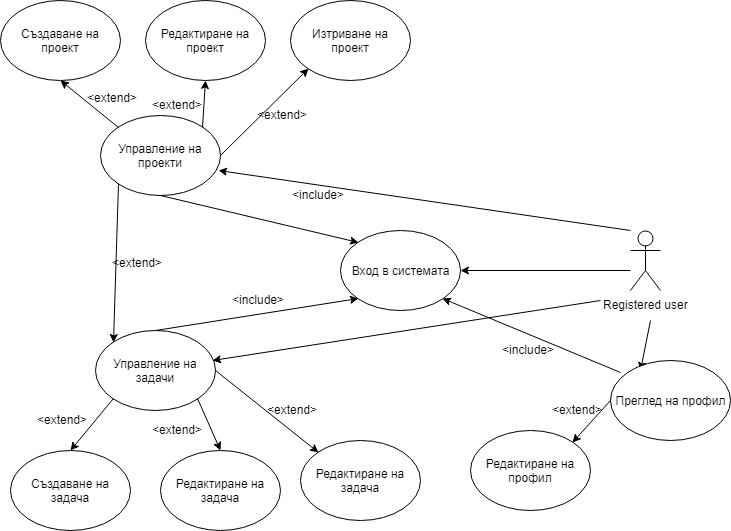 Създаване на
проект
Редактиране на
проект
Изтриване на
проект
<extend>
<extend>
<extend>
Управление на
проекти
<include>
<extend>
Вход в системата
<include>
Registered user
<include>
Управление на
задачи
Преглед на профил
<extend>
<extend>
<extend>
<extend>
Създаване на
задача
Редактиране на
задача
Редактиране на
задача
Редактиране на
профил